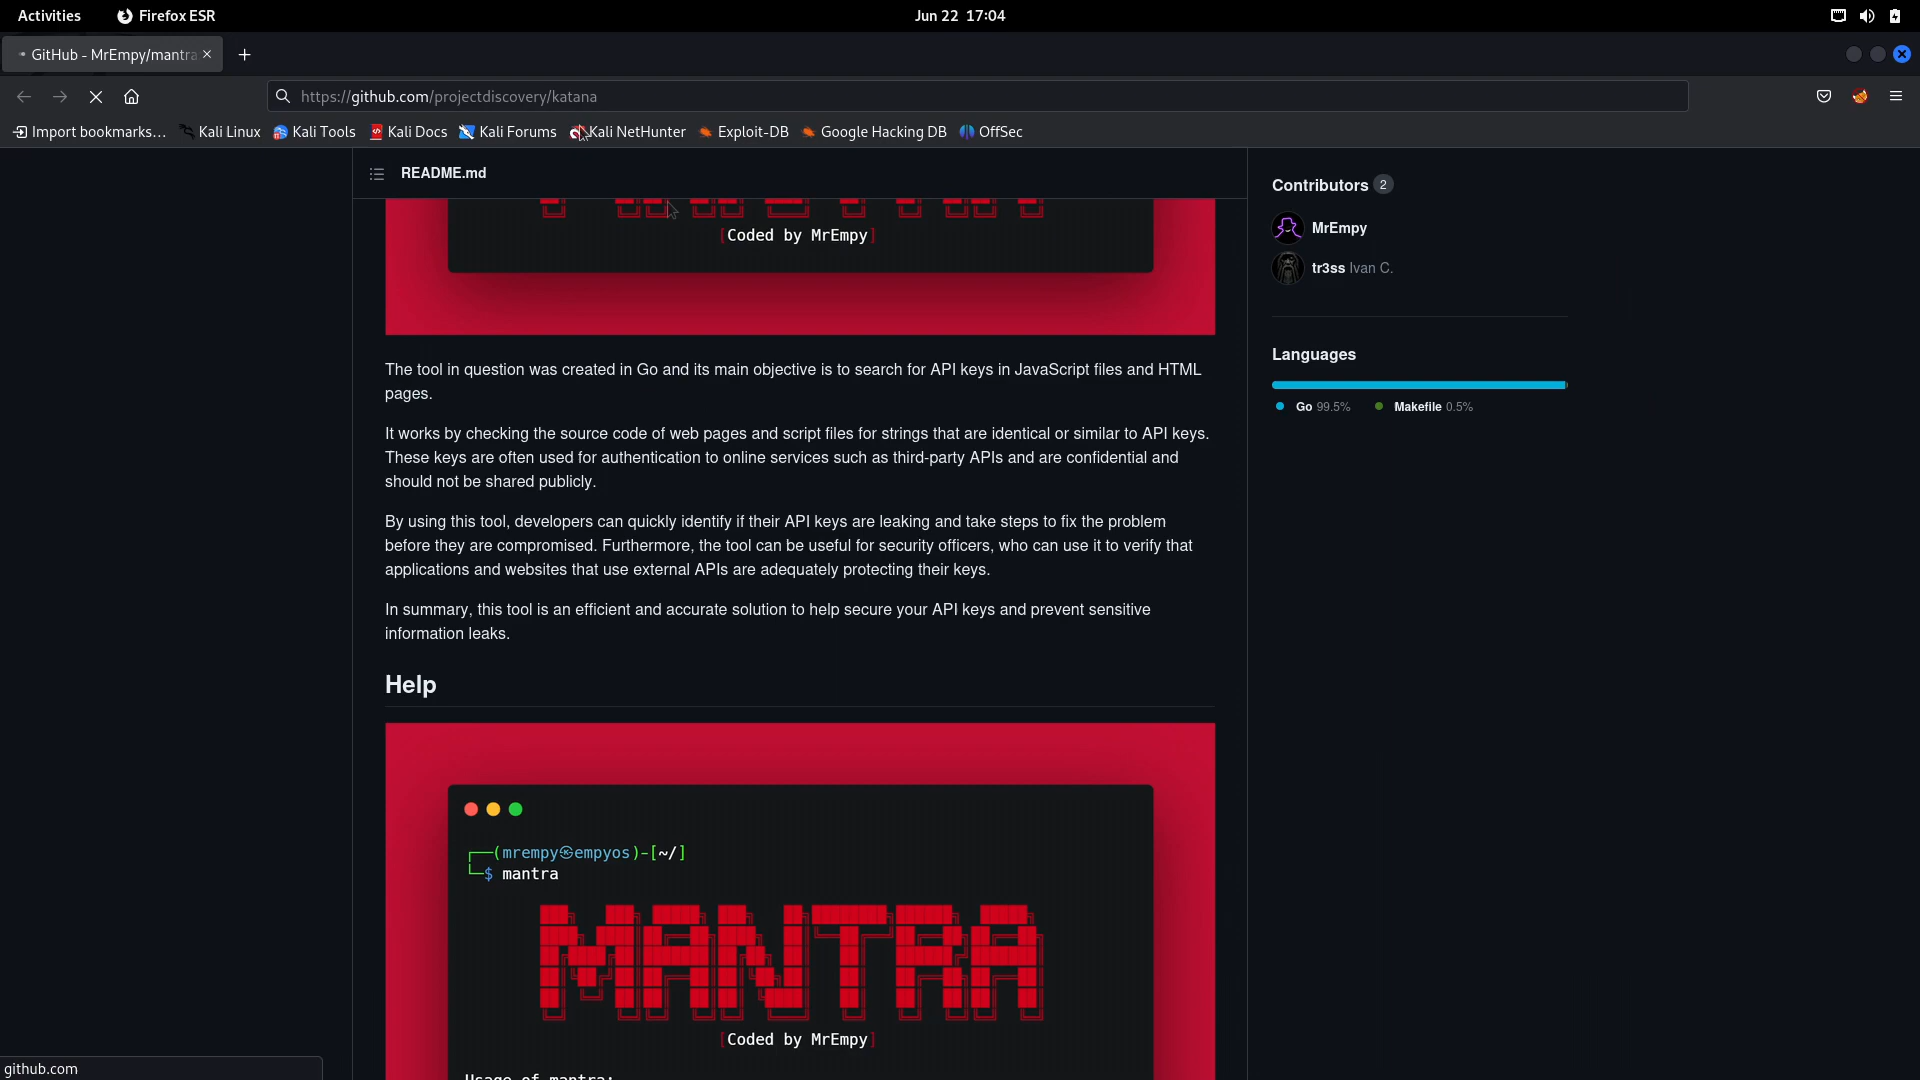 Activities Firefox ESR Jun 22 17:04
GitHub - MrEmpy/mantra
https://github.com/projectdiscovery/katana
Import bookmarks... Kali Linux Kali Tools Kali Docs Kali Forums Kali NetHunter Exploit-DB Google Hacking DB OffSec
README.md
[Coded by MrEmpy]
The tool in question was created in Go and its main objective is to search for API keys in JavaScript files and HTML
pages.
It works by checking the source code of web pages and script files for strings that are identical or similar to API keys.
These keys are often used for authentication to online services such as third-party APIs and are confidential and
should not be shared publicly.
By using this tool, developers can quickly identify if their API keys are leaking and take steps to fix the problem
before they are compromised. Furthermore, the tool can be useful for security officers, who can use it to verify that
applications and websites that use external APIs are adequately protecting their keys.
In summary, this tool is an efficient and accurate solution to help secure your API keys and prevent sensitive
information leaks.
Help
┌──(mrempy㉿empyos)-[~/]
└─$ mantra
MANTRA
[Coded by MrEmpy]
Usage of mantra:
Contributors 2
MrEmpy
tr3ss Ivan C.
Languages
Go 99.5% Makefile 0.5%
github.com